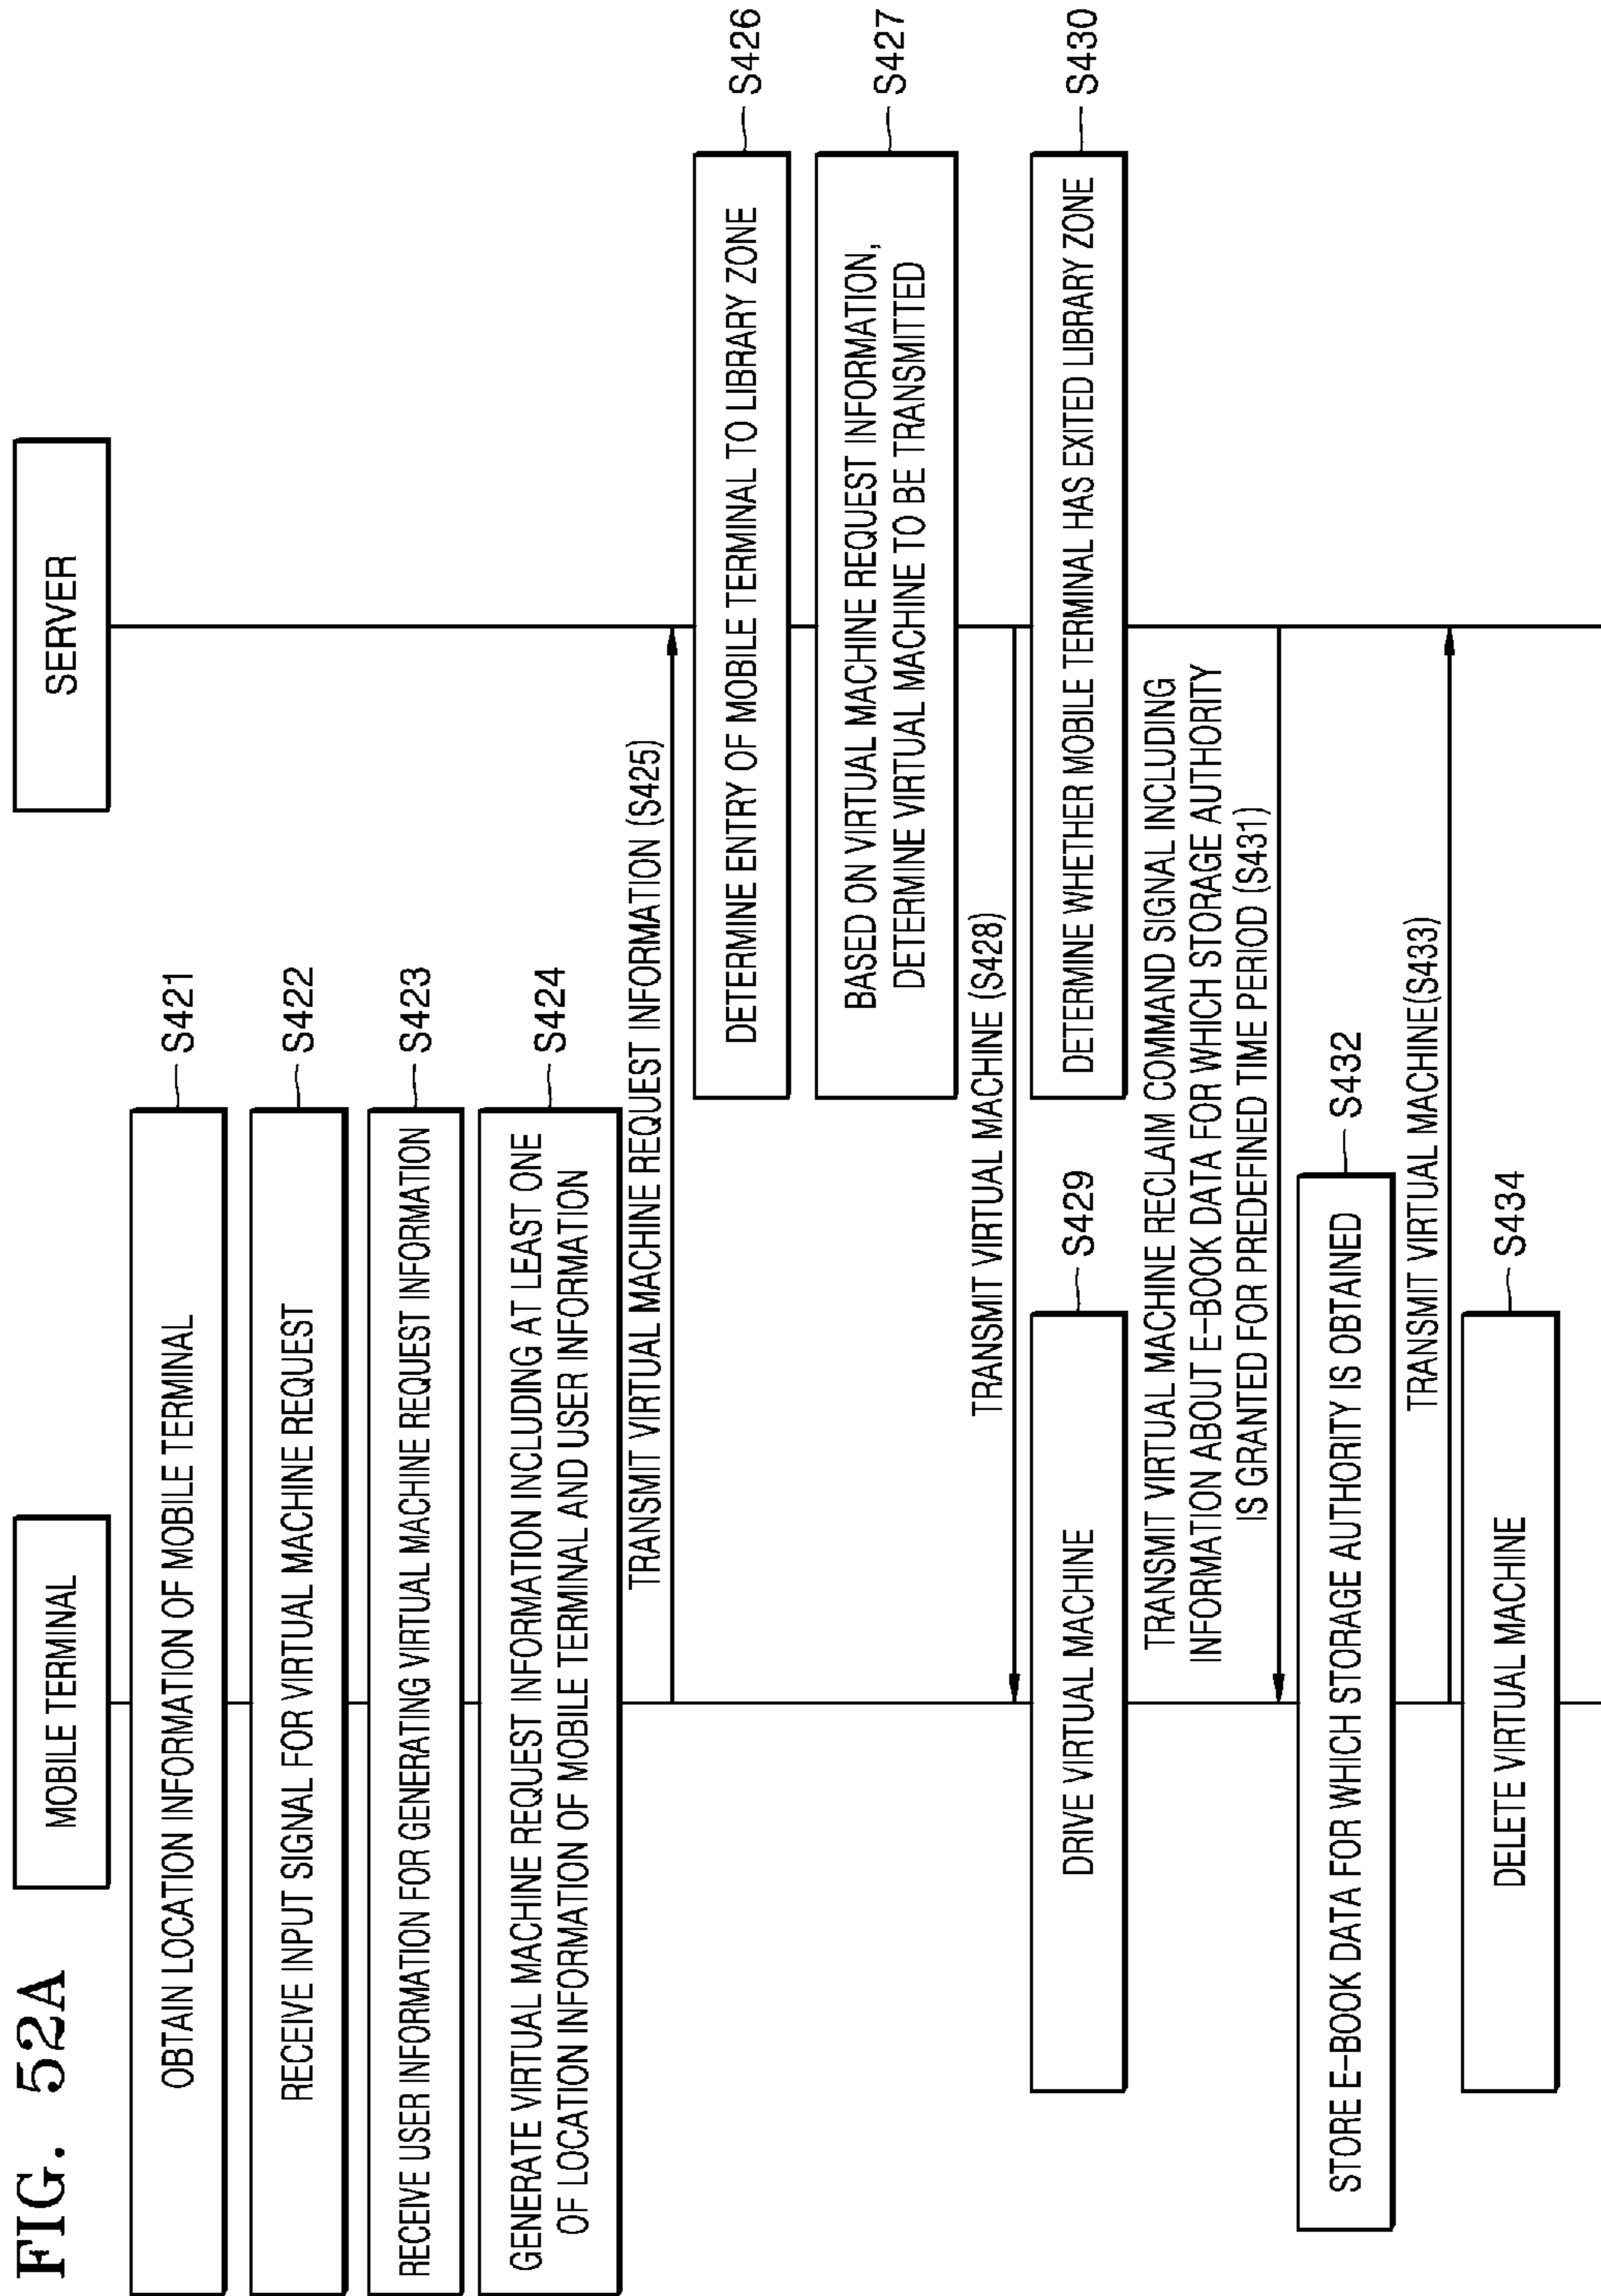 FIG. 52A
MOBILE TERMINAL
SERVER
OBTAIN LOCATION INFORMATION OF MOBILE TERMINAL
S421
RECEIVE INPUT SIGNAL FOR VIRTUAL MACHINE REQUEST
S422
RECEIVE USER INFORMATION FOR GENERATING VIRTUAL MACHINE REQUEST INFORMATION
S423
GENERATE VIRTUAL MACHINE REQUEST INFORMATION INCLUDING AT LEAST ONE
OF LOCATION INFORMATION OF MOBILE TERMINAL AND USER INFORMATION
S424
TRANSMIT VIRTUAL MACHINE REQUEST INFORMATION (S425)
DETERMINE ENTRY OF MOBILE TERMINAL TO LIBRARY ZONE
S426
BASED ON VIRTUAL MACHINE REQUEST INFORMATION,
DETERMINE VIRTUAL MACHINE TO BE TRANSMITTED
S427
TRANSMIT VIRTUAL MACHINE (S428)
DRIVE VIRTUAL MACHINE
S429
DETERMINE WHETHER MOBILE TERMINAL HAS EXITED LIBRARY ZONE
S430
TRANSMIT VIRTUAL MACHINE RECLAIM COMMAND SIGNAL INCLUDING
INFORMATION ABOUT E-BOOK DATA FOR WHICH STORAGE AUTHORITY
IS GRANTED FOR PREDEFINED TIME PERIOD (S431)
STORE E-BOOK DATA FOR WHICH STORAGE AUTHORITY IS OBTAINED
S432
TRANSMIT VIRTUAL MACHINE(S433)
DELETE VIRTUAL MACHINE
S434